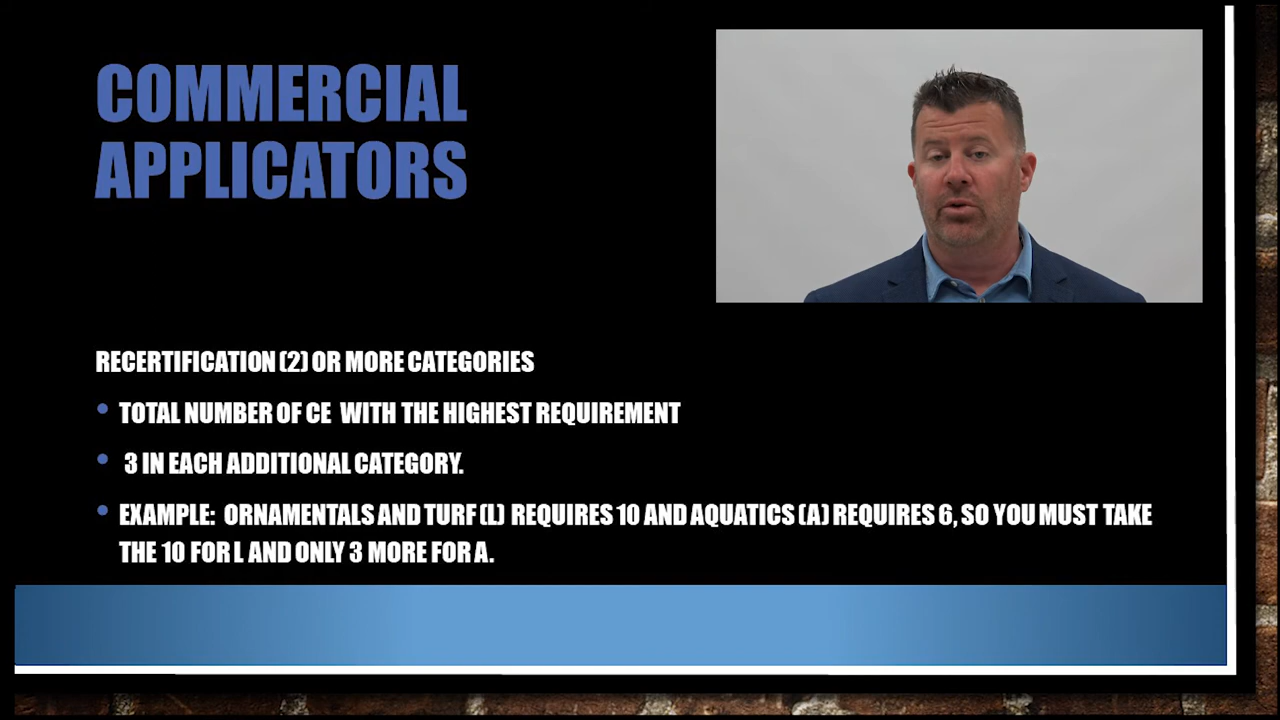 COMMERCIAL
APPLICATORS
RECERTIFICATION (2) OR MORE CATEGORIES
• TOTAL NUMBER OF CE WITH THE HIGHEST REQUIREMENT
• 3 IN EACH ADDITIONAL CATEGORY.
• EXAMPLE: ORNAMENTALS AND TURF (L) REQUIRES 10 AND AQUATICS (A) REQUIRES 6, SO YOU MUST TAKE
THE 10 FOR L AND ONLY 3 MORE FOR A.